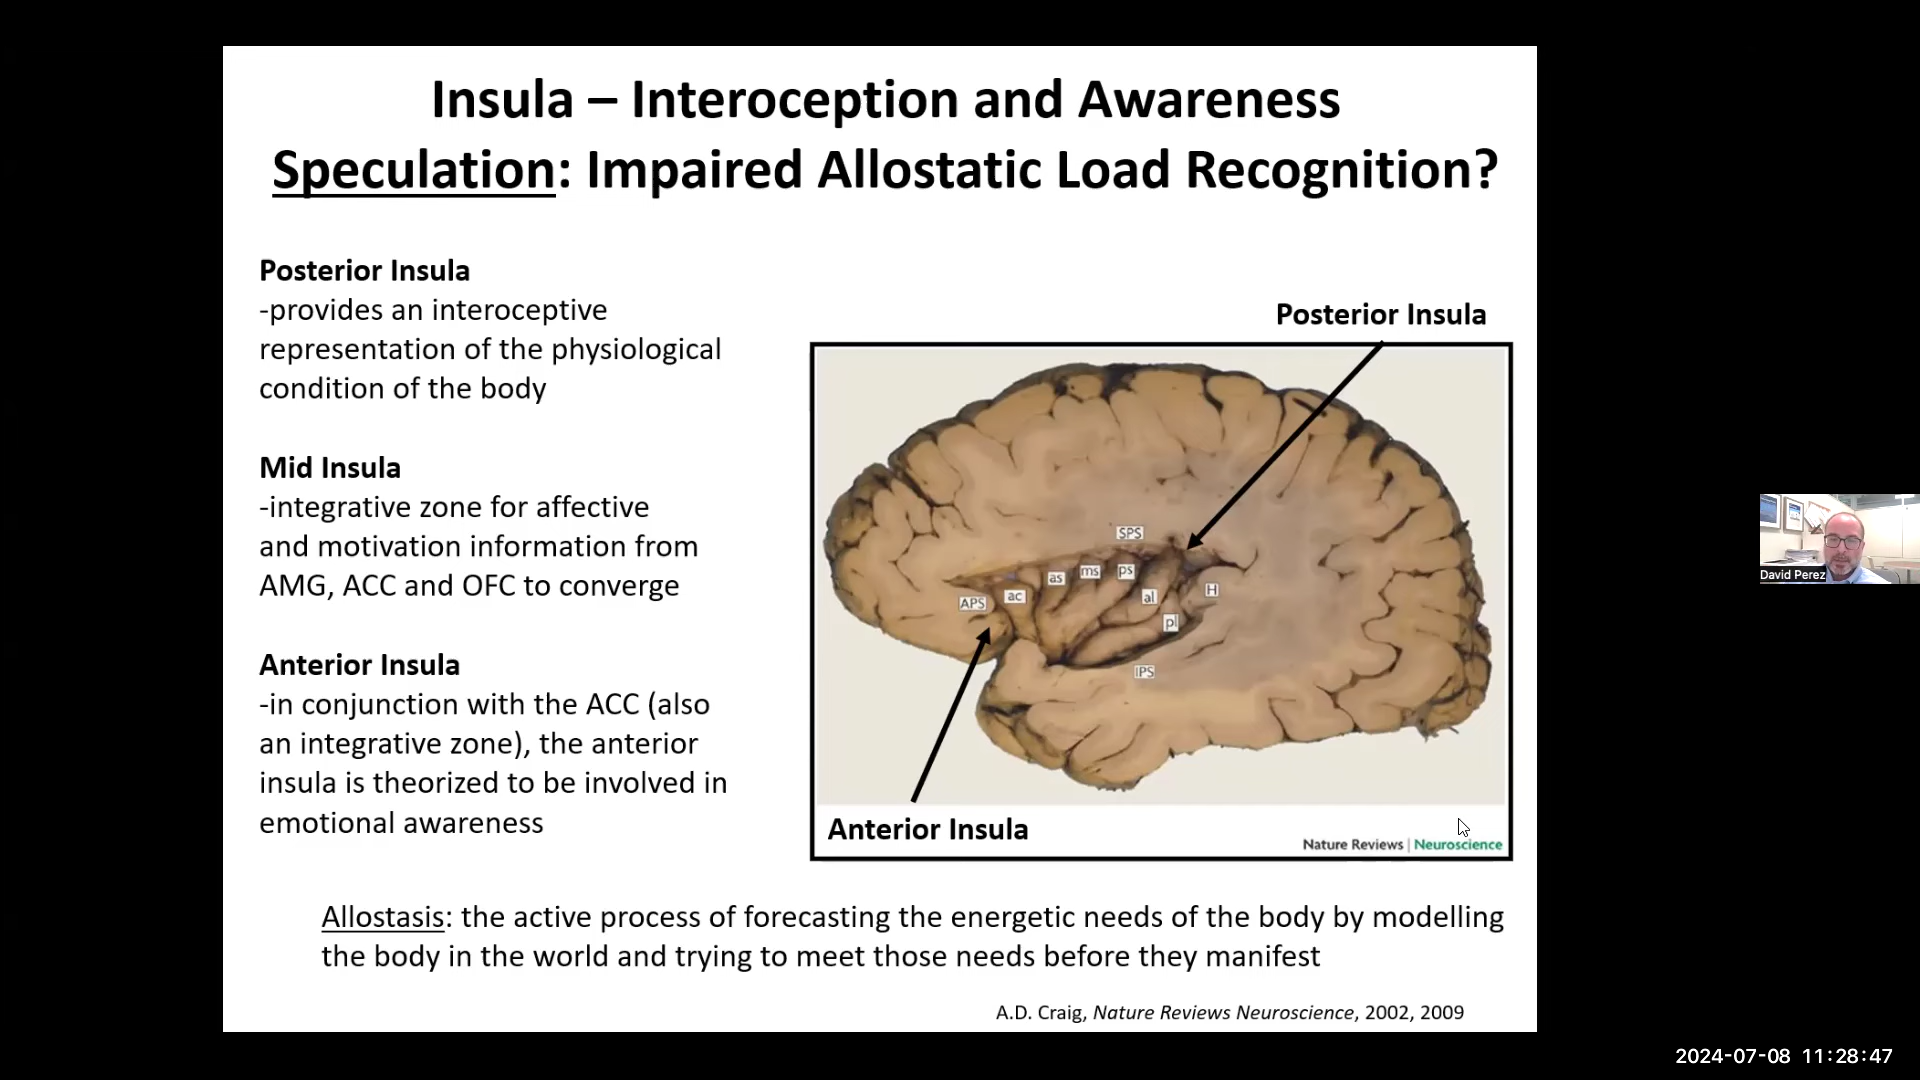 Insula – Interoception and Awareness
Speculation: Impaired Allostatic Load Recognition?
Posterior Insula
-provides an interoceptive
representation of the physiological
condition of the body
Mid Insula
-integrative zone for affective
and motivation information from
AMG, ACC and OFC to converge
Anterior Insula
-in conjunction with the ACC (also
an integrative zone), the anterior
insula is theorized to be involved in
emotional awareness
Posterior Insula
SPS
as ms ps
APS ac al H
pl
IPS
Anterior Insula
Nature Reviews | Neuroscience
Allostasis: the active process of forecasting the energetic needs of the body by modelling
the body in the world and trying to meet those needs before they manifest
A.D. Craig, Nature Reviews Neuroscience, 2002, 2009
David Perez
2024-07-08 11:28:47